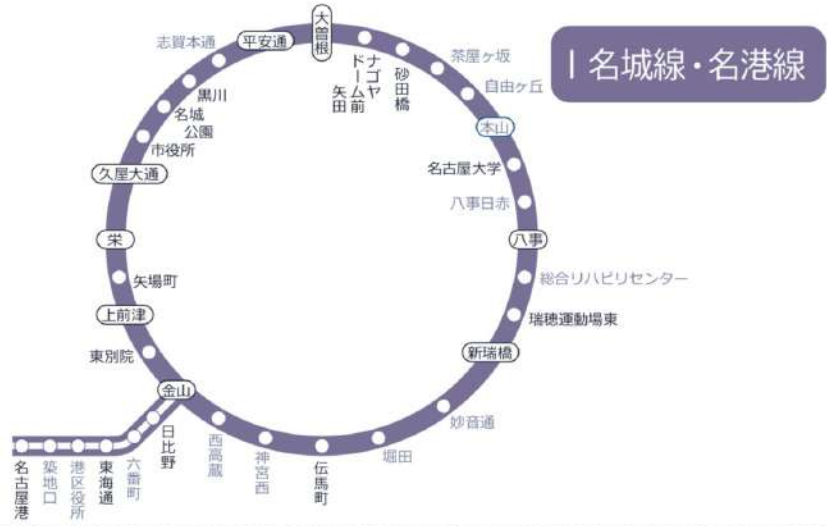 | 名城線・名港線
大曽根
ナゴヤ
ドーム前
矢田
砂田橋
茶屋ヶ坂
自由ヶ丘
本山
名古屋大学
八事日赤
八事
総合リハビリセンター
瑞穂運動場東
新瑞橋
妙音通
堀田
伝馬町
神宮西
西高蔵
金山
東別院
上前津
矢場町
栄
久屋大通
市役所
名城
公園
黒川
志賀本通
平安通
日比野
六番町
東海通
港区役所
築地口
名古屋港